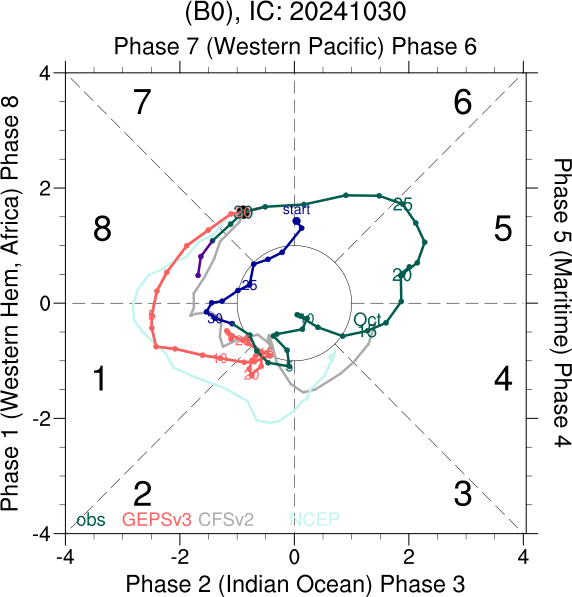 (B0), IC: 20241030
Phase 7 (Western Pacific) Phase 6
Phase 1 (Western Hem, Africa) Phase 8
Phase 5 (Maritime) Phase 4
4
2
0
-2
-4
7
6
8
5
1
4
2
3
start
25
30
25
20
Oct
15
10
5
30
10
20
obs GEPSv3 CFSv2 NCEP
-4 -2 0 2 4
Phase 2 (Indian Ocean) Phase 3